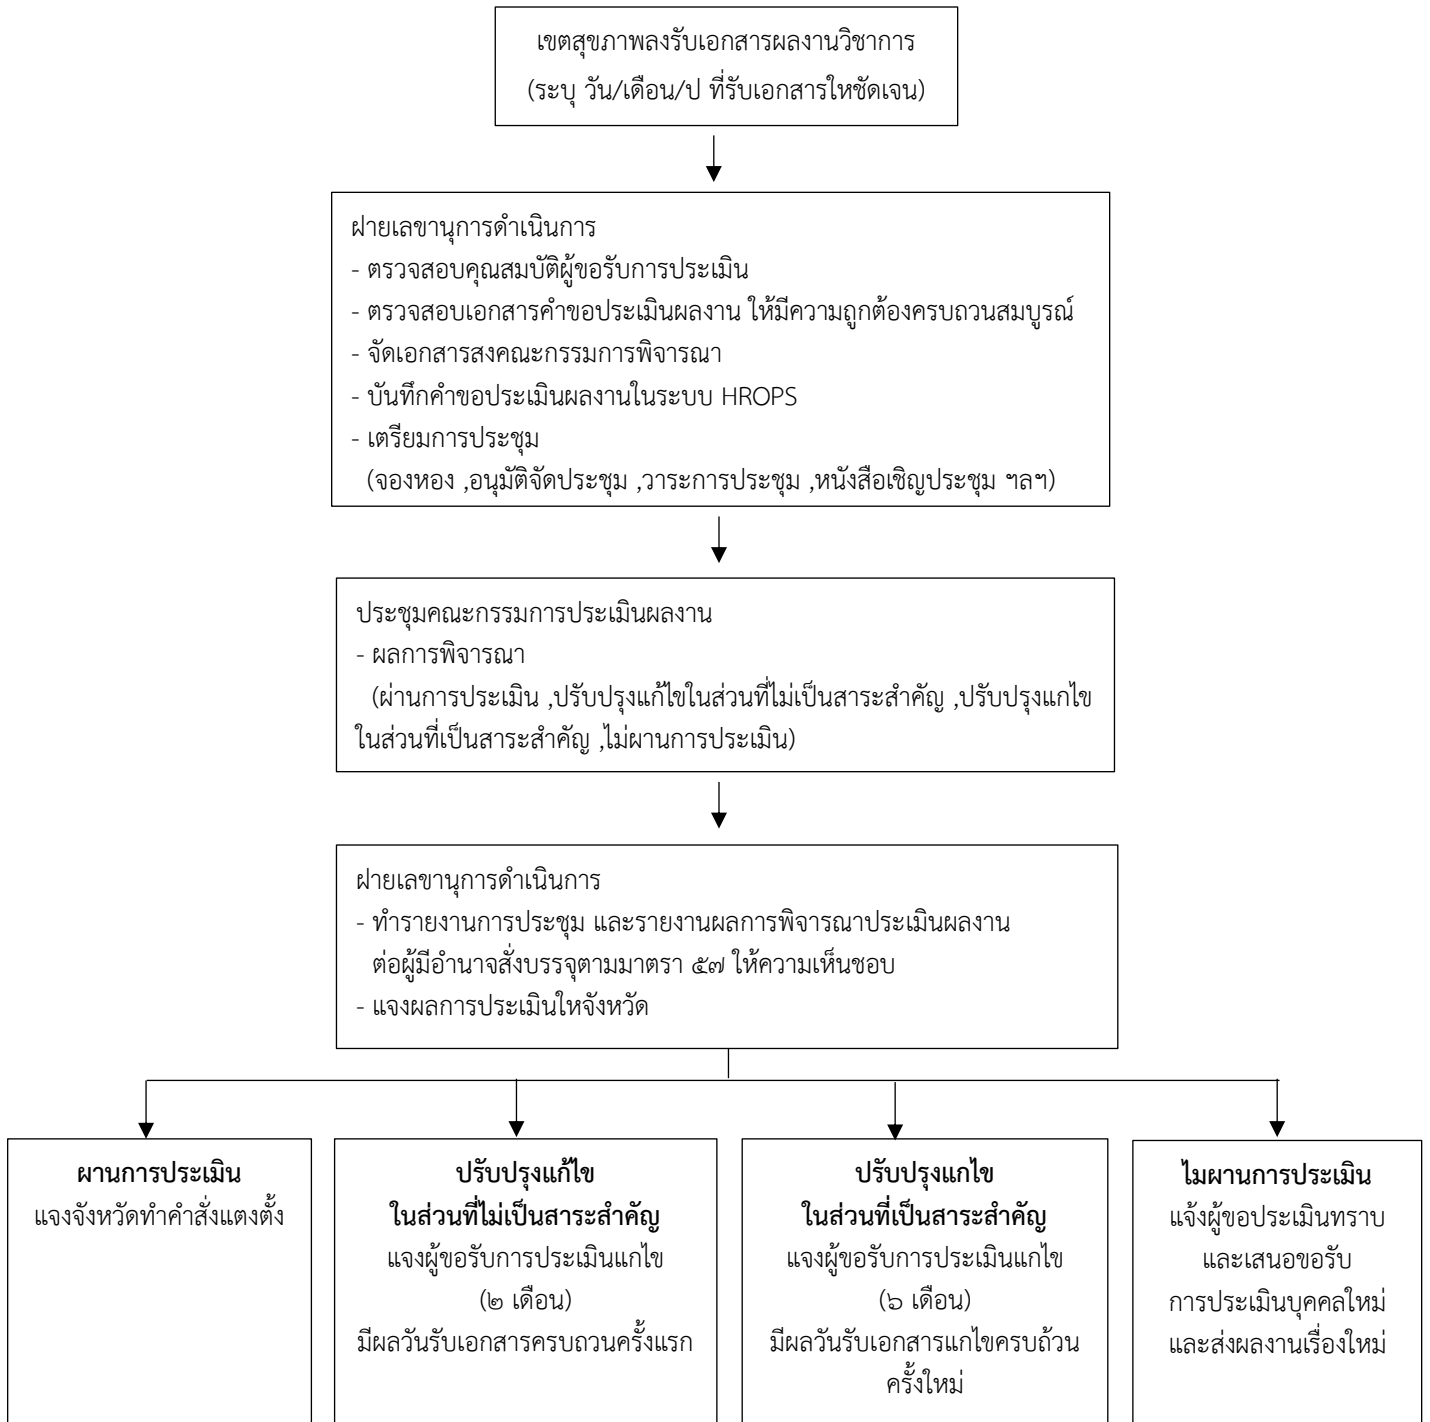 เขตสุขภาพลงรับเอกสารผลงานวิชาการ
(ระบุ วัน/เดือน/ป ที่รับเอกสารใหชัดเจน)
ฝ่ายเลขานุการดำเนินการ
- ตรวจสอบคุณสมบัติผู้ขอรับการประเมิน
- ตรวจสอบเอกสารคำขอประเมินผลงาน ให้มีความถูกต้องครบถวนสมบูรณ์
- จัดเอกสารสงคณะกรรมการพิจารณา
- บันทึกคำขอประเมินผลงานในระบบ HROPS
- เตรียมการประชุม
(จองหอง ,อนุมัติจัดประชุม ,วาระการประชุม ,หนังสือเชิญประชุม ฯลฯ)
ประชุมคณะกรรมการประเมินผลงาน
- ผลการพิจารณา
(ผ่านการประเมิน ,ปรับปรุงแก้ไขในส่วนที่ไม่เป็นสาระสำคัญ ,ปรับปรุงแกไข
ในส่วนที่เป็นสาระสำคัญ ,ไม่ผานการประเมิน)
ฝ่ายเลขานุการดำเนินการ
- ทำรายงานการประชุม และรายงานผลการพิจารณาประเมินผลงาน
ต่อผู้มีอำนาจสั่งบรรจุตามมาตรา ๕๗ ให้ความเห็นชอบ
- แจงผลการประเมินใหจังหวัด
ผานการประเมิน
แจงจังหวัดทำคำสั่งแตงตั้ง
ปรับปรุงแก้ไข
ในส่วนที่ไม่เป็นสาระสำคัญ
แจงผู้ขอรับการประเมินแกไข
(๒ เดือน)
มีผลวันรับเอกสารครบถวนครั้งแรก
ปรับปรุงแกไข
ในส่วนที่เป็นสาระสำคัญ
แจงผู้ขอรับการประเมินแกไข
(๖ เดือน)
มีผลวันรับเอกสารแกไขครบถ้วน
ครั้งใหม่
ไมผานการประเมิน
แจ้งผู้ขอประเมินทราบ
และเสนอขอรับ
การประเมินบุคคลใหม่
และส่งผลงานเรื่องใหม่